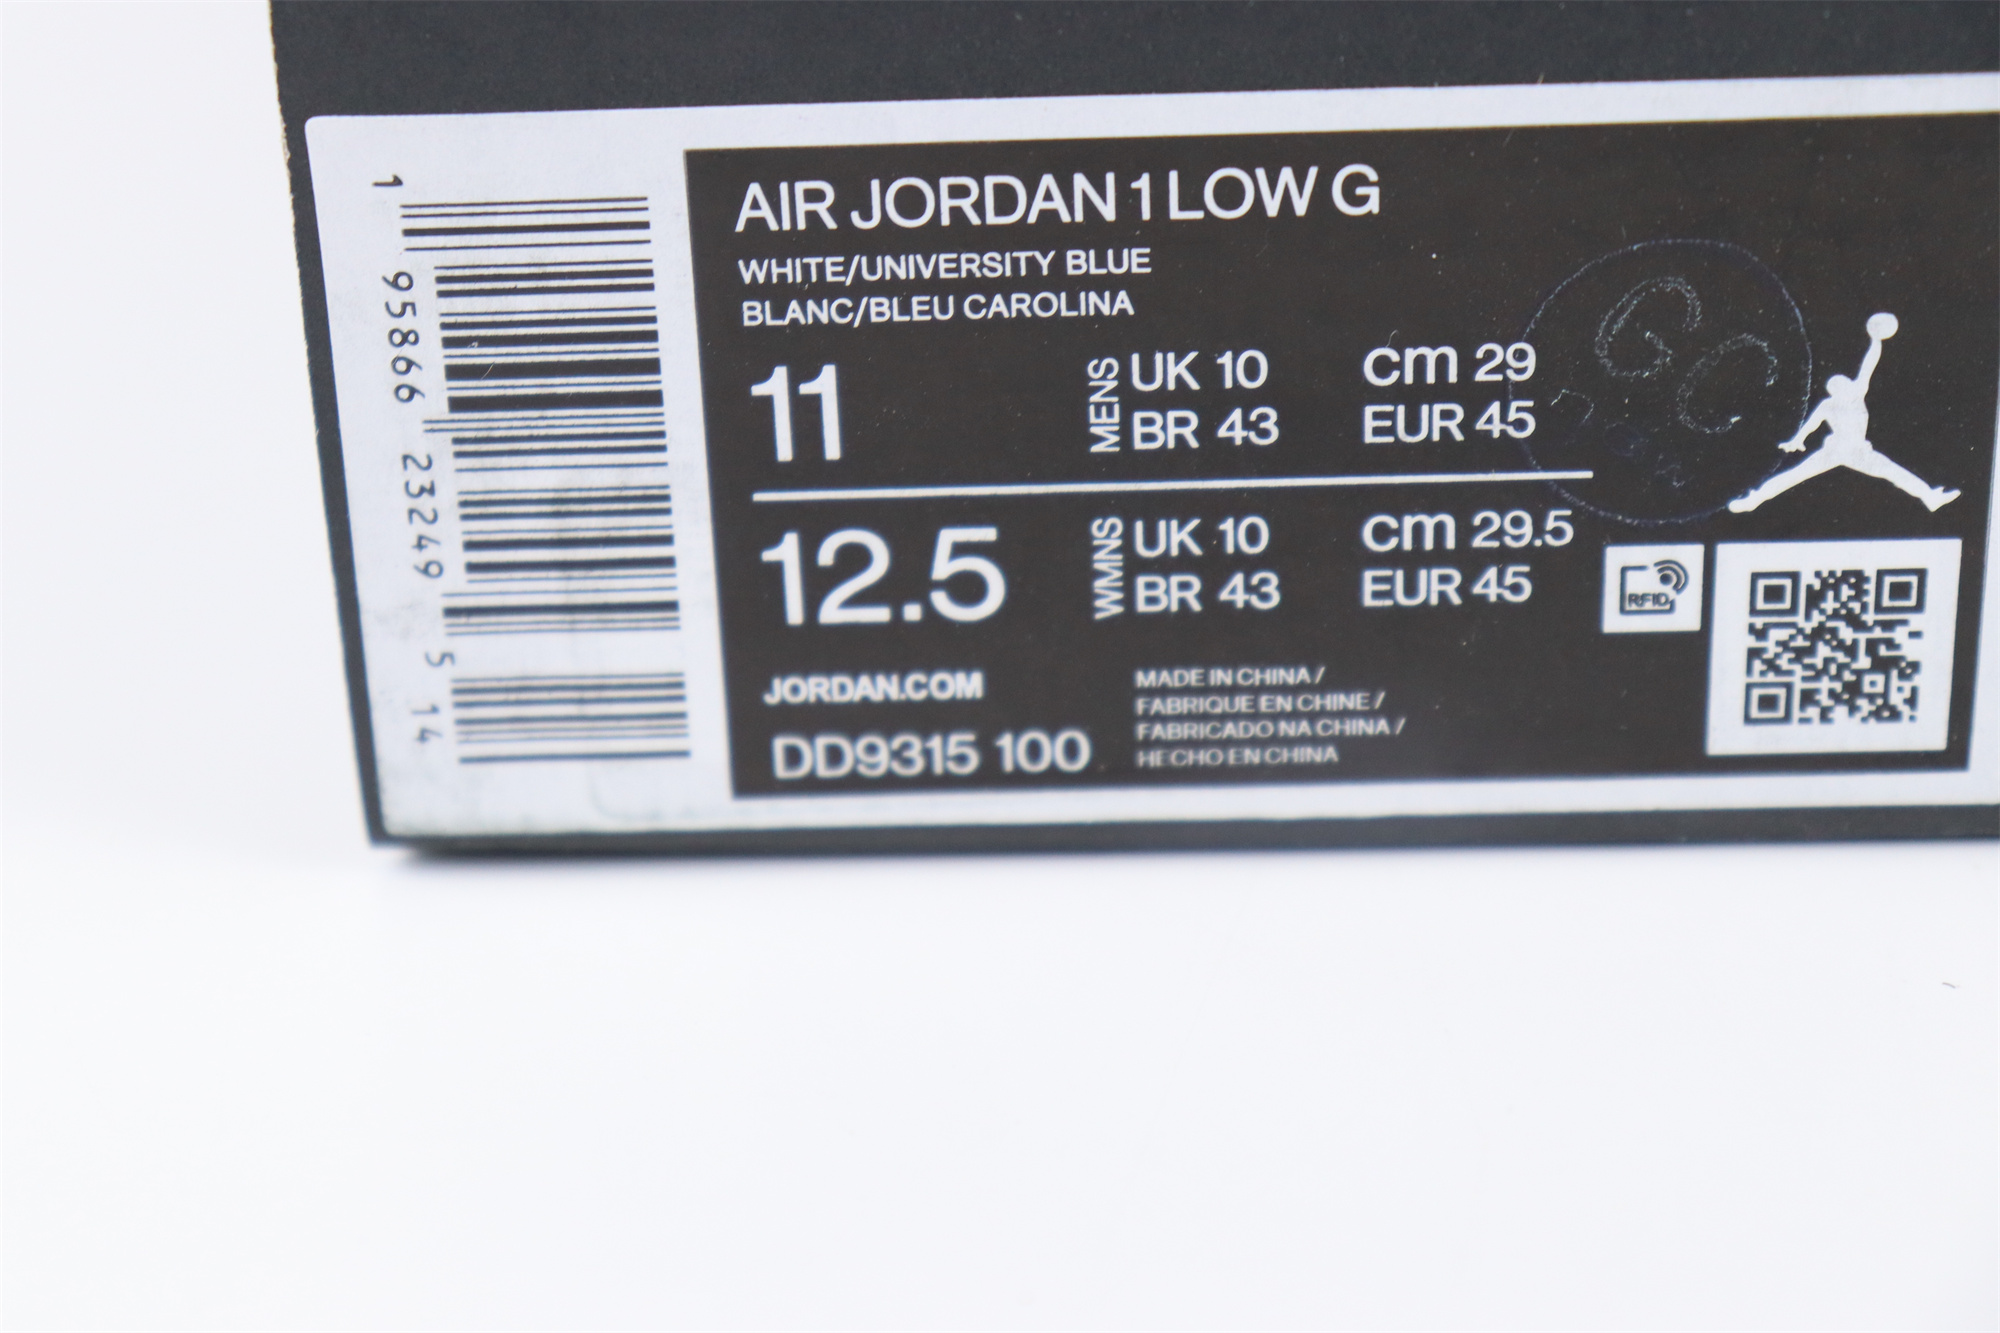 1 95866 23249 5 14
AIR JORDAN 1 LOW G
WHITE/UNIVERSITY BLUE
BLANC/BLEU CAROLINA
11 MENS UK 10 cm 29
BR 43 EUR 45
12.5 WMNS UK 10 cm 29.5
BR 43 EUR 45
RFID
JORDAN.COM
DD9315 100
MADE IN CHINA /
FABRIQUE EN CHINE /
FABRICADO NA CHINA /
HECHO EN CHINA